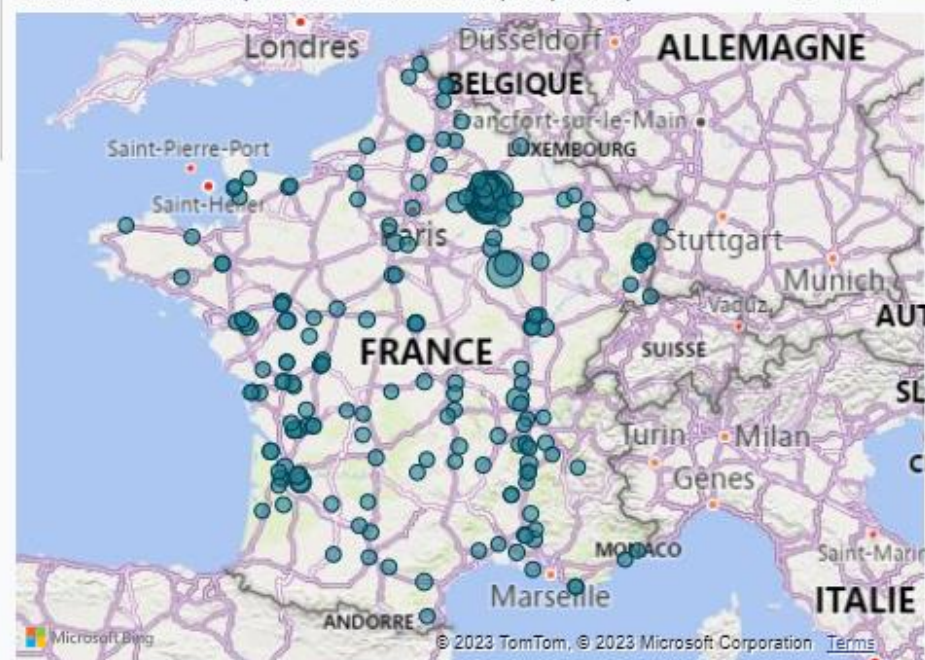 Londres
Düsseldorf
ALLEMAGNE
BELGIQUE
Francfort-sur-le-Main
Saint-Pierre-Port
LUXEMBOURG
Saint-Helier
Paris
Stuttgart
Munich
Vaduz
AUT
FRANCE
SUISSE
SL
Turin
Milan
Gênes
MONACO
Saint-Marin
Marseille
ITALIE
ANDORRE
Microsoft Bing
© 2023 TomTom, © 2023 Microsoft Corporation Terms